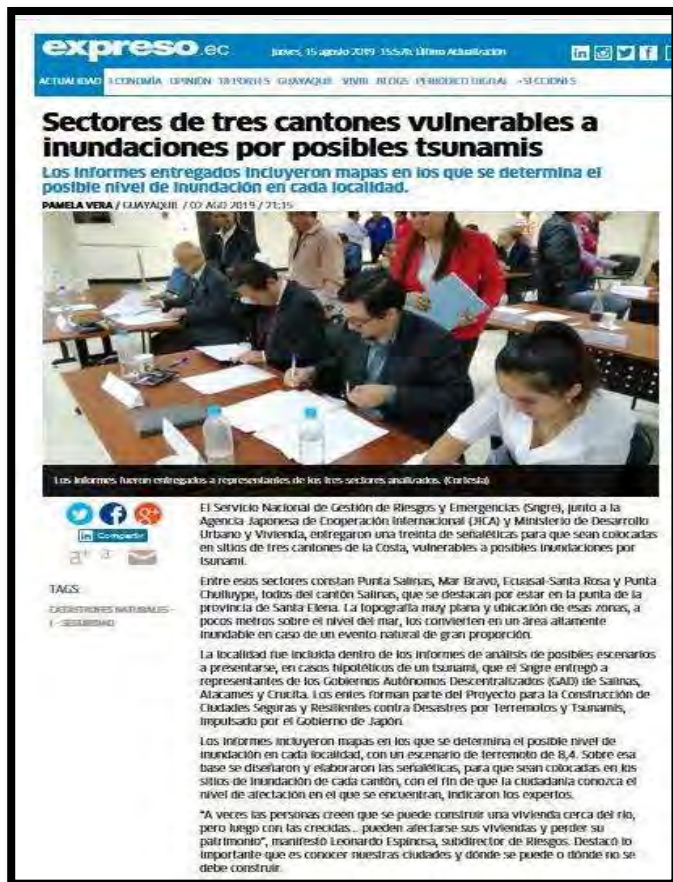 expreso.ec
jueves, 15 agosto 2019 15:57h. Última Actualización
ACTUALIDAD ECONOMÍA OPINIÓN DEPORTES GUAYAQUIL VIVIR BLOGS PERIÓDICO DIGITAL +SECCIONES
Sectores de tres cantones vulnerables a
inundaciones por posibles tsunamis
Los informes entregados incluyeron mapas en los que se determina el
posible nivel de inundación en cada localidad.
PAMELA VERA / GUAYAQUIL / 02 AGO 2019 / 21:15
Los informes fueron entregados a representantes de los tres sectores analizados. (Cortesía)
Compartir
a+ a-
TAGS:
CATÁSTROFES NATURALES -
SEGURIDAD
El Servicio Nacional de Gestión de Riesgos y Emergencias (Sngre), junto a la
Agencia Japonesa de Cooperación Internacional (JICA) y Ministerio de Desarrollo
Urbano y Vivienda, entregaron una treinta de señaléticas para que sean colocadas
en sitios de tres cantones de la Costa, vulnerables a posibles inundaciones por
tsunami.
Entre esos sectores constan Punta Salinas, Mar Bravo, Ecuasal-Santa Rosa y Punta
Chulluype, todos del cantón Salinas, que se destacan por estar en la punta de la
provincia de Santa Elena. La topografía muy plana y ubicación de esas zonas, a
pocos metros sobre el nivel del mar, los convierten en un área altamente
inundable en caso de un evento natural de gran proporción.
La localidad fue incluida dentro de los informes de análisis de posibles escenarios
a presentarse, en casos hipotéticos de un tsunami, que el Sngre entregó a
representantes de los Gobiernos Autónomos Descentralizados (GAD) de Salinas,
Atacames y Crucita. Los entes forman parte del Proyecto para la Construcción de
Ciudades Seguras y Resilientes contra Desastres por Terremotos y Tsunamis,
impulsado por el Gobierno de Japón.
Los informes incluyeron mapas en los que se determina el posible nivel de
inundación en cada localidad, con un escenario de terremoto de 8,4. Sobre esa
base se diseñaron y elaboraron las señaléticas, para que sean colocadas en los
sitios de inundación de cada cantón, con el fin de que la ciudadanía conozca el
nivel de afectación en el que se encuentran, indicaron los expertos.
"A veces las personas creen que se puede construir una vivienda cerca del río,
pero luego con las crecidas... pueden afectarse sus viviendas y perder su
patrimonio", manifestó Leonardo Espinosa, subdirector de Riesgos. Destacó lo
importante que es conocer nuestras ciudades y dónde se puede o dónde no se
debe construir.